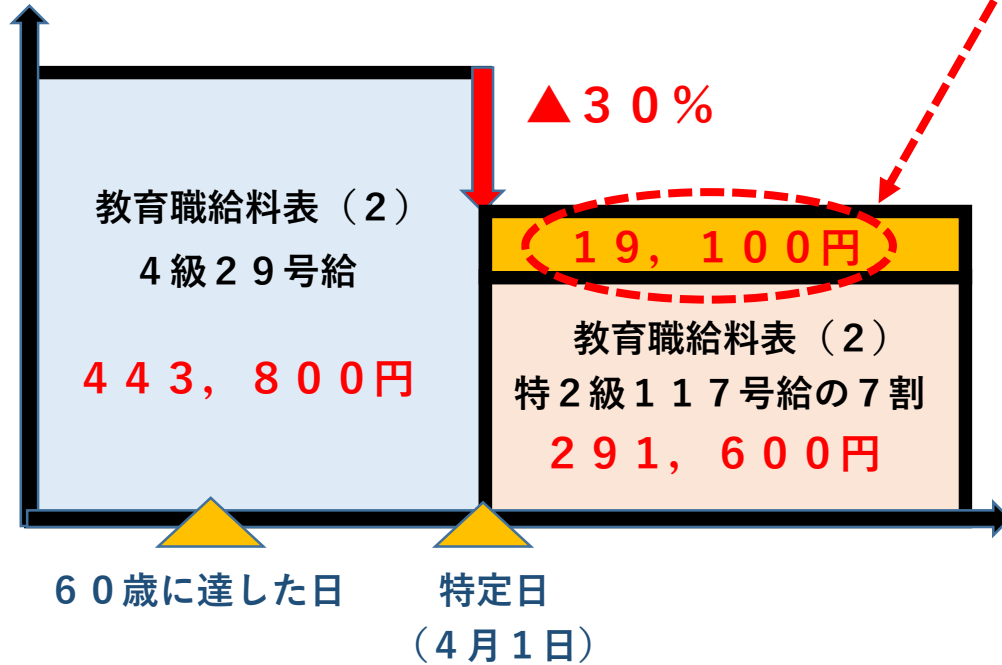 ▲３０％
教育職給料表（２）
４級２９号給
４４３，８００円
１９，１００円
教育職給料表（２）
特２級１１７号給の７割
２９１，６００円
６０歳に達した日
特定日
（４月１日）